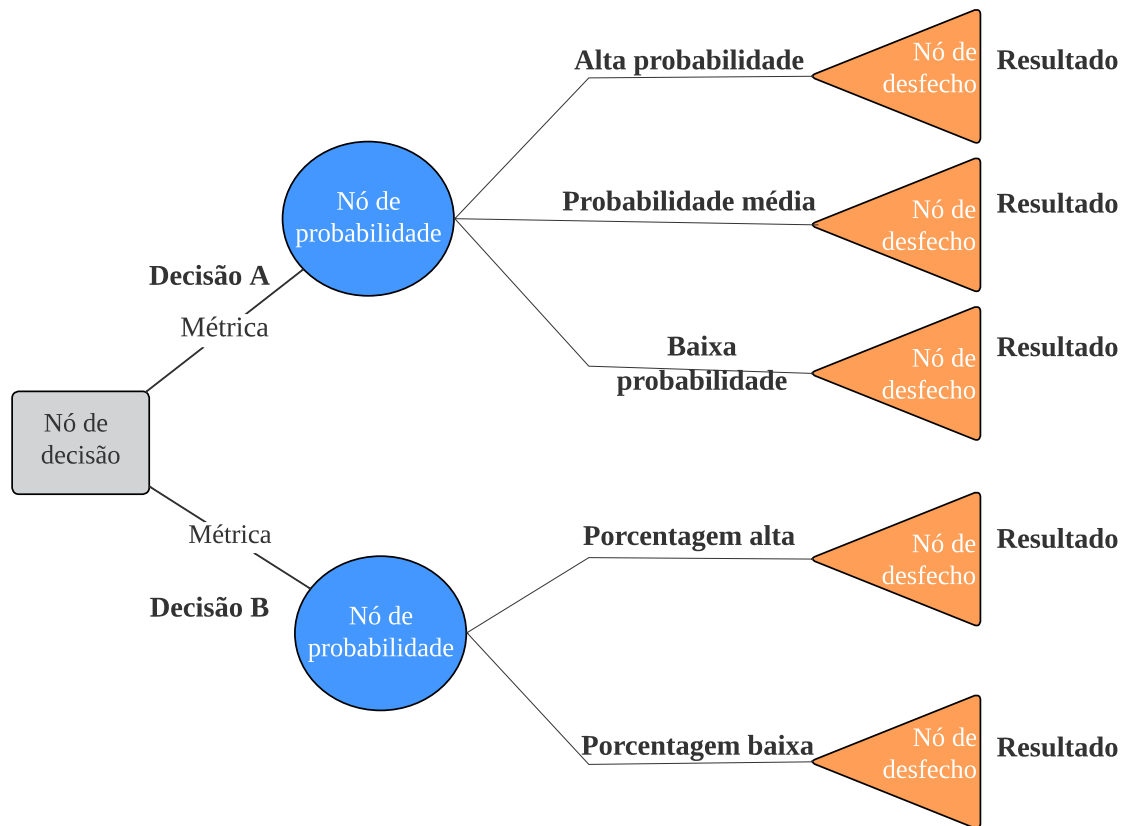 Alta probabilidade
Nó de
desfecho
Resultado
Probabilidade média
Nó de
desfecho
Resultado
Nó de
probabilidade
Decisão A
Métrica
Baixa
probabilidade
Nó de
desfecho
Resultado
Nó de
decisão
Métrica
Decisão B
Nó de
probabilidade
Porcentagem alta
Nó de
desfecho
Resultado
Porcentagem baixa
Nó de
desfecho
Resultado